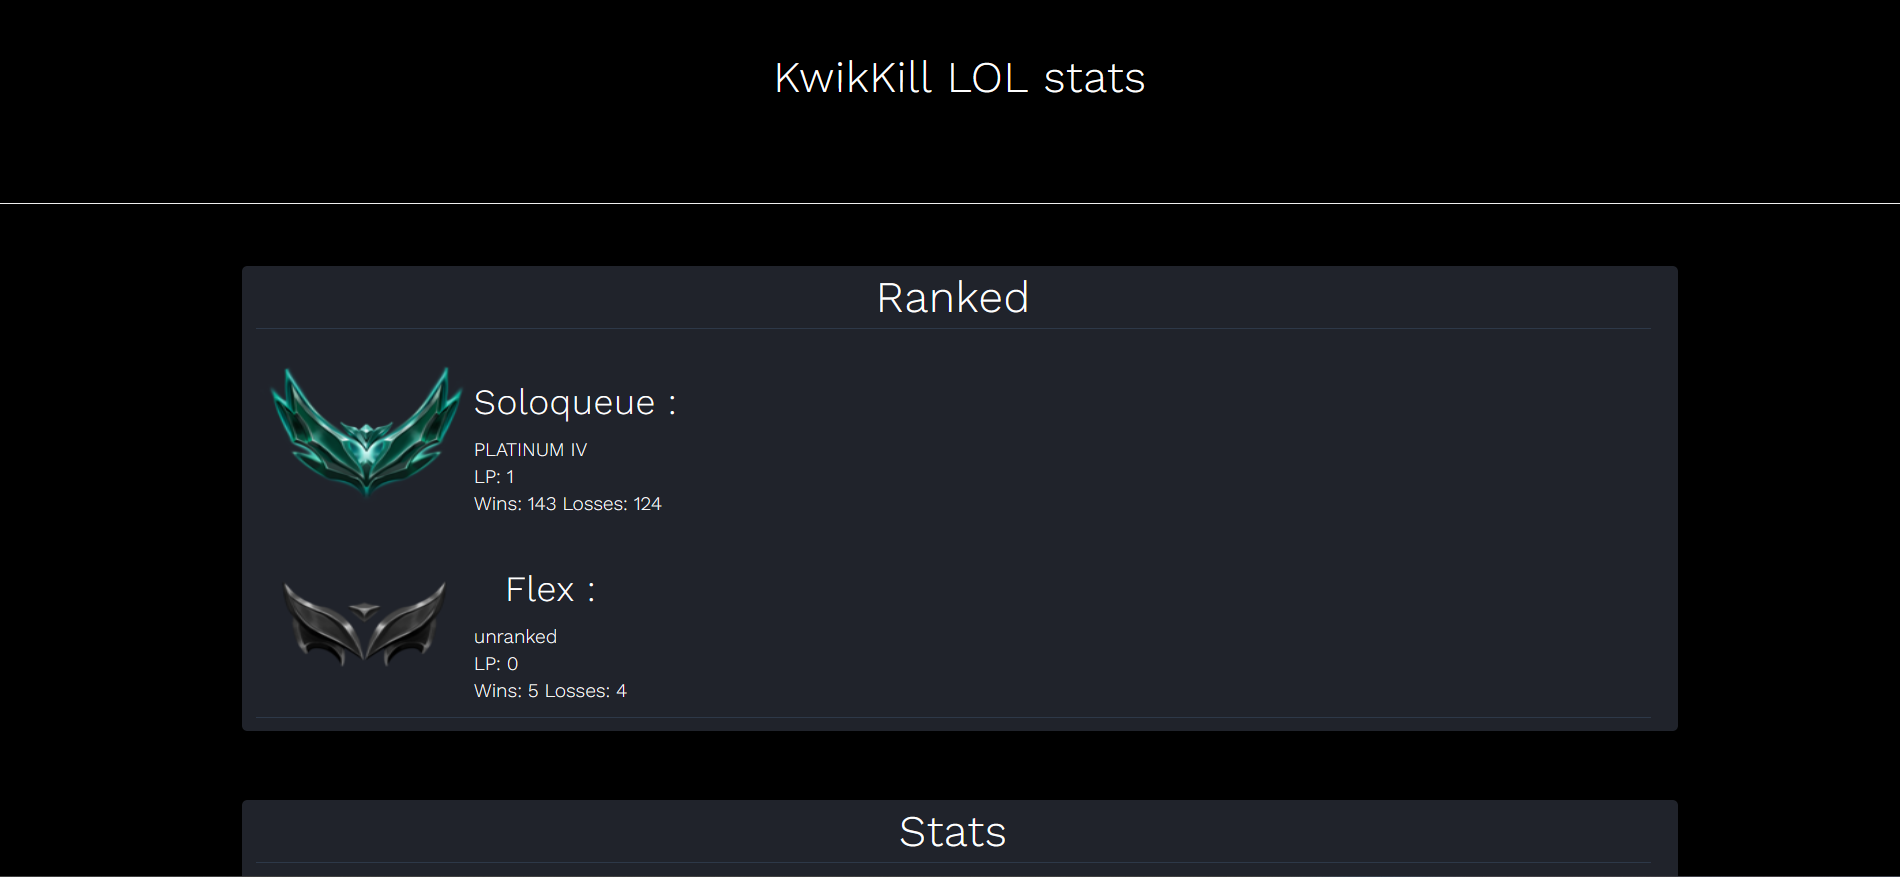 KwikKill LOL stats
Ranked
Soloqueue :
PLATINUM IV
LP: 1
Wins: 143 Losses: 124
Flex :
unranked
LP: 0
Wins: 5 Losses: 4
Stats